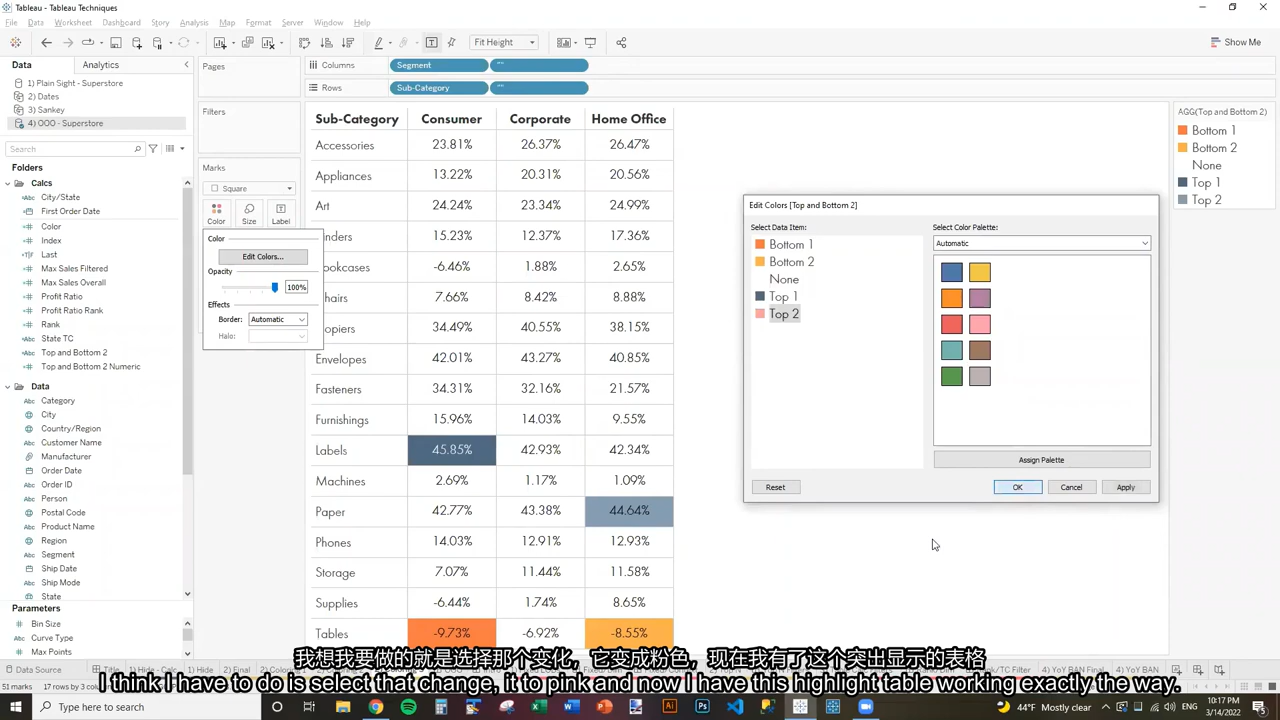 Tableau - Tableau Techniques
File Data Worksheet Dashboard Story Analysis Map Format Server Window Help
Fit Height
Show Me
Data Analytics
1) Plain Sight - Superstore
2) Dates
3) Sankey
4) OOO - Superstore
Search
Folders
Calcs
City/State
First Order Date
Color
Index
Last
Max Sales Filtered
Max Sales Overall
Profit Ratio
Profit Ratio Rank
Rank
State TC
Top and Bottom 2
Top and Bottom 2 Numeric
Data
Category
City
Country/Region
Customer Name
Manufacturer
Order Date
Order ID
Person
Postal Code
Product Name
Region
Segment
Ship Date
Ship Mode
State
Parameters
Bin Size
Curve Type
Max Pages
Pages
Filters
Marks
Square
Color Size Label
Color
Edit Colors...
Opacity
100%
Effects
Border: Automatic
Halo:
Columns Segment ""
Rows Sub-Category ""
Sub-Category Consumer Corporate Home Office
Accessories 23.81% 26.37% 26.47%
Appliances 13.22% 20.31% 20.56%
Art 24.24% 23.34% 24.99%
inders 15.23% 12.37% 17.36%
ookcases -6.46% 1.88% 2.65%
hairs 7.66% 8.42% 8.88%
opiers 34.49% 40.55% 38.15%
Envelopes 42.01% 43.27% 40.85%
Fasteners 34.31% 32.16% 21.57%
Furnishings 15.96% 14.03% 9.55%
Labels 45.85% 42.93% 42.34%
Machines 2.69% 1.17% 1.09%
Paper 42.77% 43.38% 44.64%
Phones 14.03% 12.91% 12.93%
Storage 7.07% 11.44% 11.58%
Supplies -6.44% 1.74% 8.65%
Tables -9.73% -6.92% -8.55%
Edit Colors [Top and Bottom 2]
Select Data Item:
Bottom 1
Bottom 2
None
Top 1
Top 2
Select Color Palette:
Automatic
Assign Palette
Reset OK Cancel Apply
AGG(Top and Bottom 2)
Bottom 1
Bottom 2
None
Top 1
Top 2
我想我要做的就是选择那个变化，它变成粉色，现在我有了这个突出显示的表格
I think I have to do is select that change, it to pink and now I have this highlight table working exactly the way.
Data Source Title 1) Hide - Calc 1) Hide 2) Final
YoY BANs
51 marks 17 rows by 3 columns
Type here to search
44°F Mostly clear
10:17 PM
3/14/2022